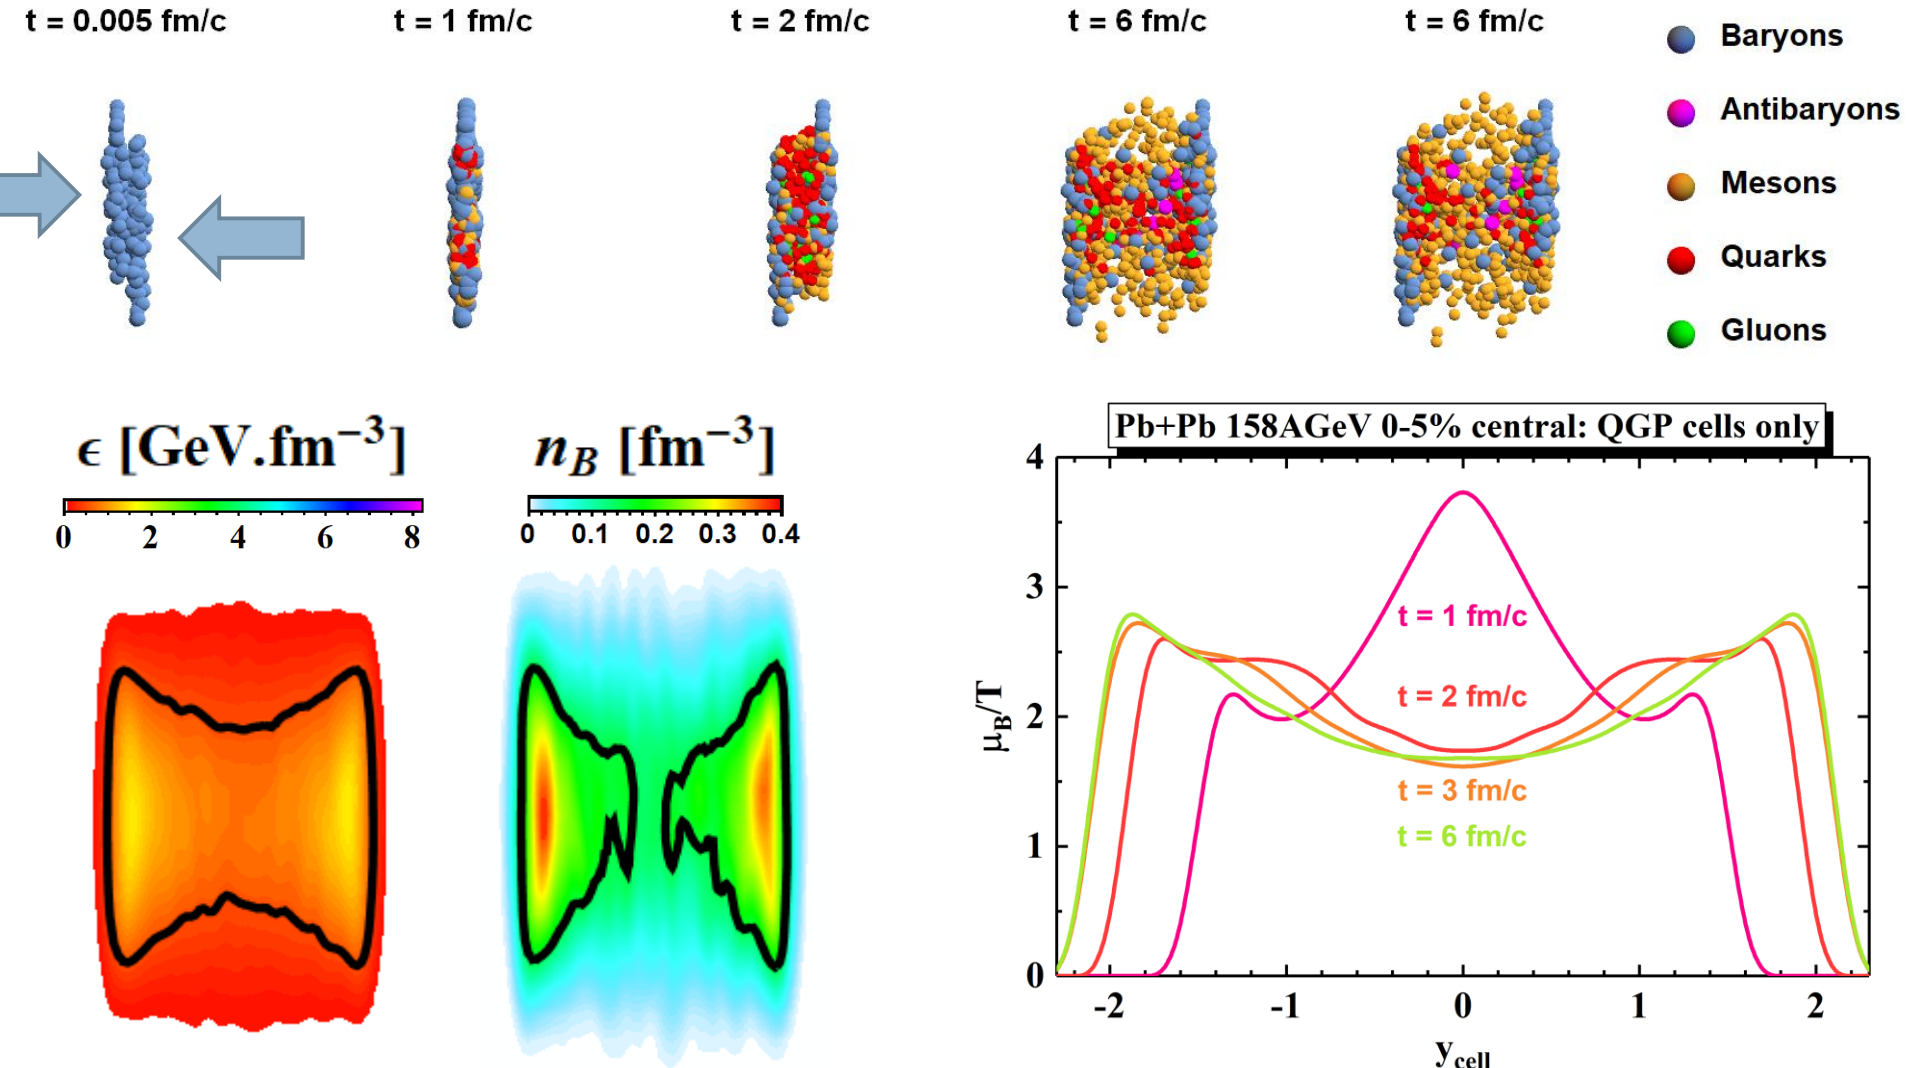 t = 0.005 fm/c
t = 1 fm/c
t = 2 fm/c
t = 6 fm/c
t = 6 fm/c
Baryons
Antibaryons
Mesons
Quarks
Gluons
ϵ [GeV.fm⁻³]
0 2 4 6 8
n_B [fm⁻³]
0 0.1 0.2 0.3 0.4
Pb+Pb 158AGeV 0-5% central: QGP cells only
μ_B/T
4
3
2
1
0
t = 1 fm/c
t = 2 fm/c
t = 3 fm/c
t = 6 fm/c
-2 -1 0 1 2
y_cell